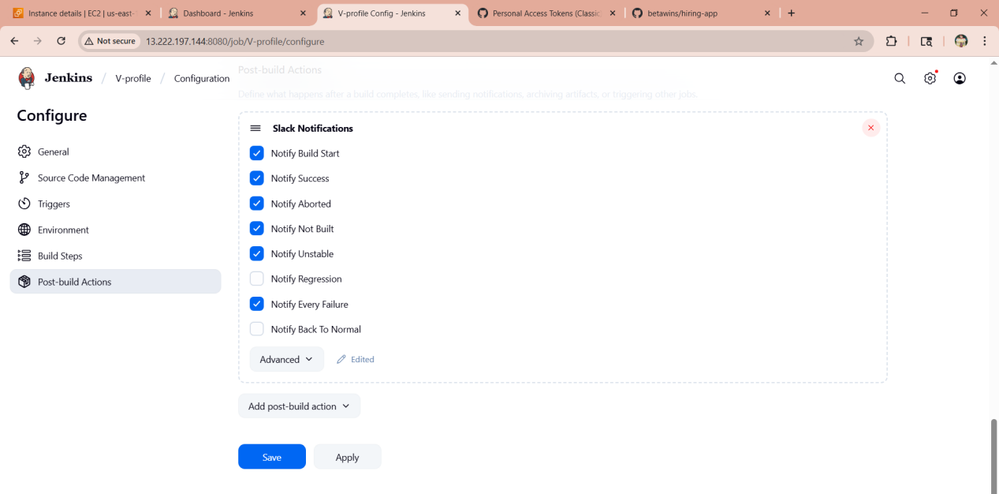 Instance details | EC2 | us-east-
Dashboard - Jenkins
V-profile Config - Jenkins
Personal Access Tokens (Classic
betawins/hiring-app
Not secure
13.222.197.144:8080/job/V-profile/configure
Jenkins / V-profile / Configuration
Post-build Actions
Define what happens after a build completes, like sending notifications, archiving artifacts, or triggering other jobs.
Configure
General
Source Code Management
Triggers
Environment
Build Steps
Post-build Actions
Slack Notifications
Notify Build Start
Notify Success
Notify Aborted
Notify Not Built
Notify Unstable
Notify Regression
Notify Every Failure
Notify Back To Normal
Advanced
Edited
Add post-build action
Save
Apply